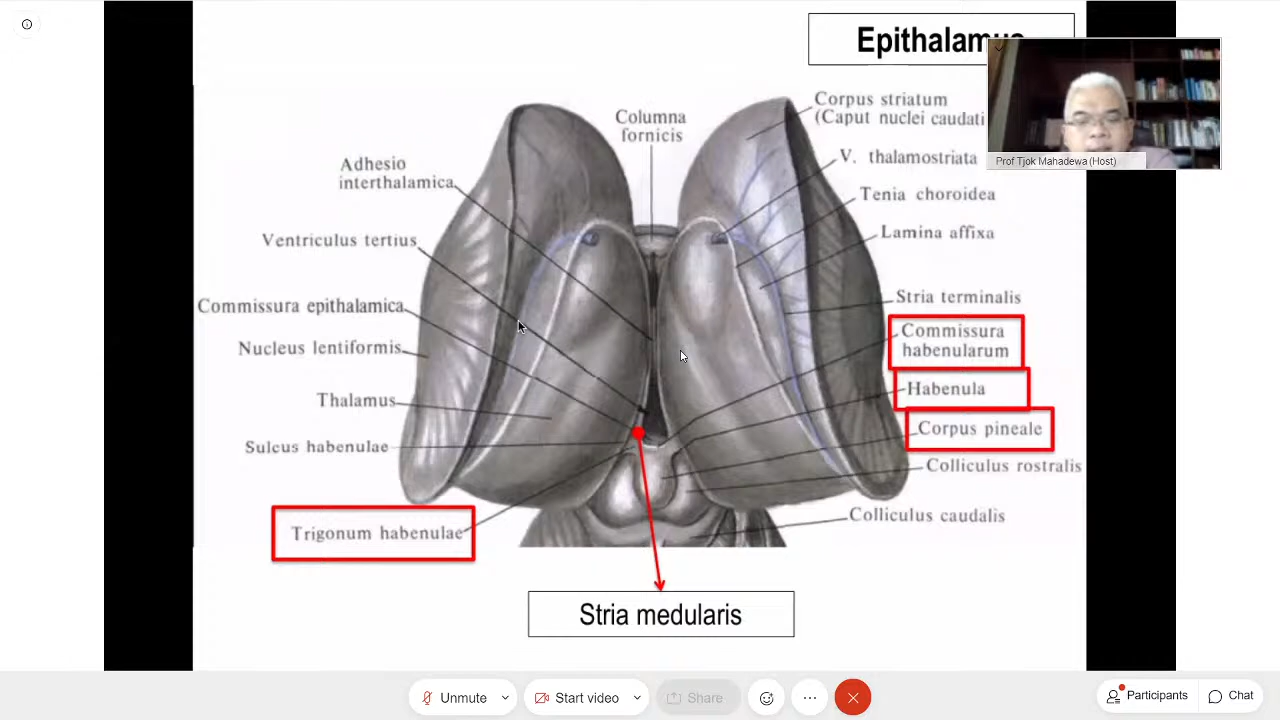 Epithalamus
Prof Tjok Mahadewa (Host)
Columna
fornicis
Corpus striatum
(Caput nuclei caudati
Adhesio
interthalamica
V. thalamostriata
Tenia choroidea
Ventriculus tertius
Lamina affixa
Commissura epithalamica
Stria terminalis
Commissura
habenularum
Nucleus lentiformis
Habenula
Thalamus
Corpus pineale
Sulcus habenulae
Colliculus rostralis
Colliculus caudalis
Trigonum habenulae
Stria medularis
Unmute
Start video
Share
Participants
Chat